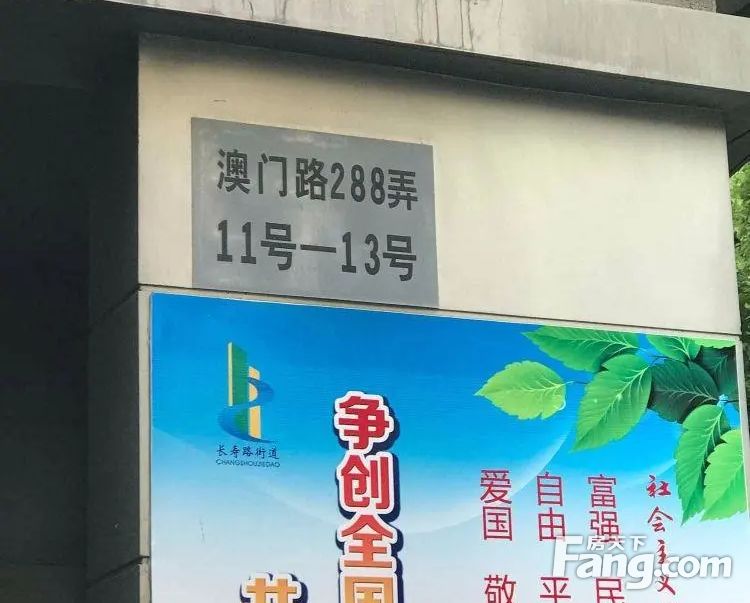 澳门路288弄
11号—13号
长寿路街道
CHANGSHOUJIEDAO
争创全国
社会主义
富强 民
自由 平
爱国 敬
房天下
Fang.com